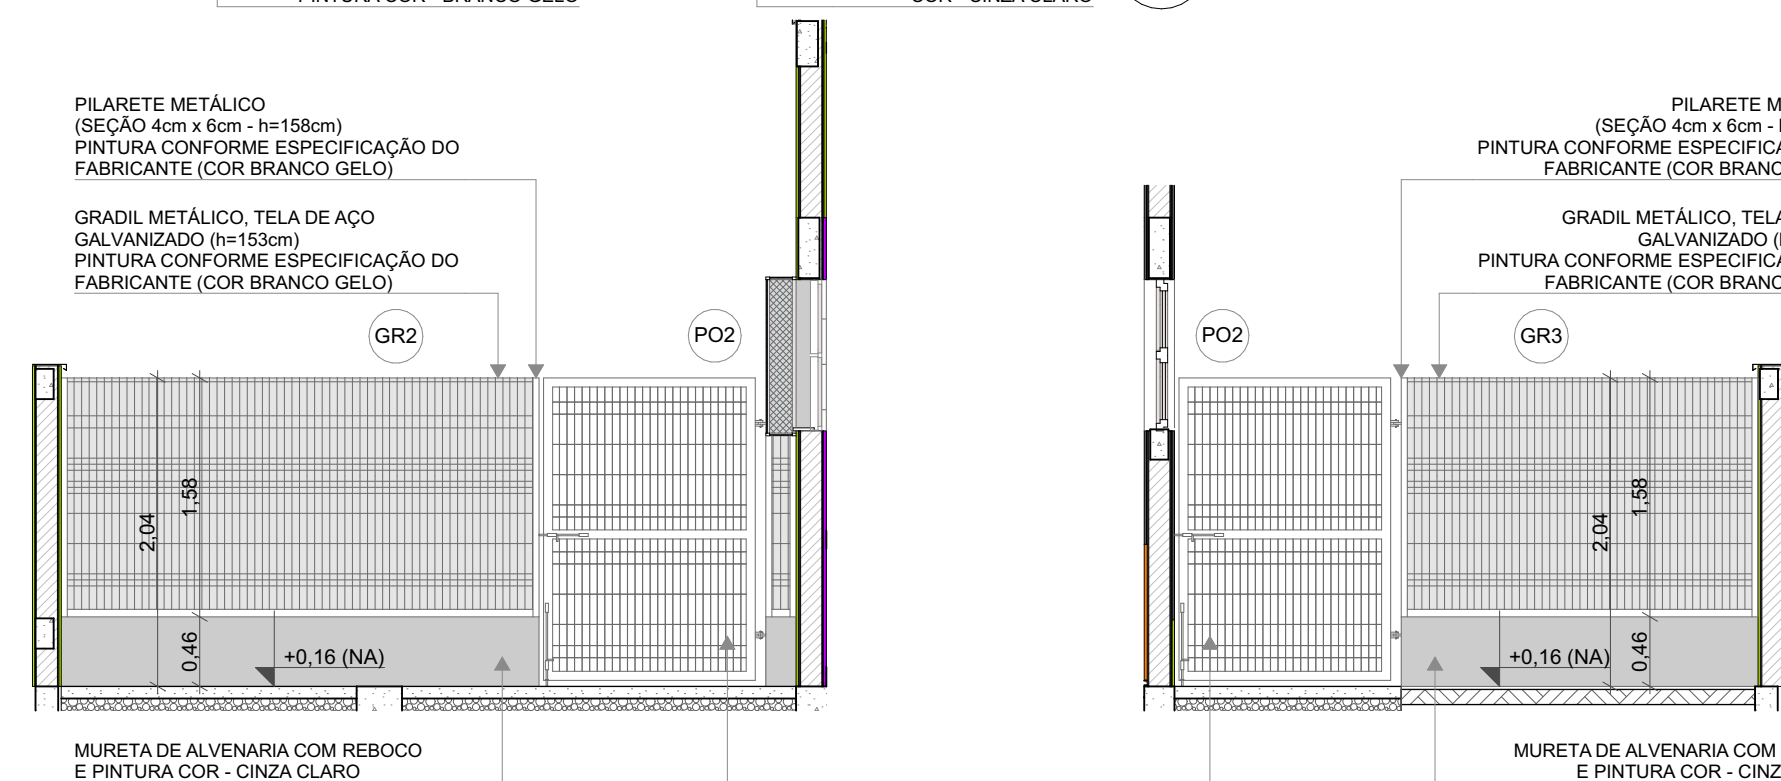 PINTURA COR - BRANCO GELO
COR - CINZA CLARO
PILARETE METÁLICO
(SEÇÃO 4cm x 6cm - h=158cm)
PINTURA CONFORME ESPECIFICAÇÃO DO
FABRICANTE (COR BRANCO GELO)
GRADIL METÁLICO, TELA DE AÇO
GALVANIZADO (h=153cm)
PINTURA CONFORME ESPECIFICAÇÃO DO
FABRICANTE (COR BRANCO GELO)
GR2
PO2
2,04
1,58
0,46
+0,16 (NA)
MURETA DE ALVENARIA COM REBOCO
E PINTURA COR - CINZA CLARO
PILARETE M
(SEÇÃO 4cm x 6cm -
PINTURA CONFORME ESPECIFICA
FABRICANTE (COR BRANC
GRADIL METÁLICO, TELA
GALVANIZADO (
PINTURA CONFORME ESPECIFICA
FABRICANTE (COR BRANC
PO2
GR3
2,04
1,58
0,46
+0,16 (NA)
MURETA DE ALVENARIA COM
E PINTURA COR - CINZ